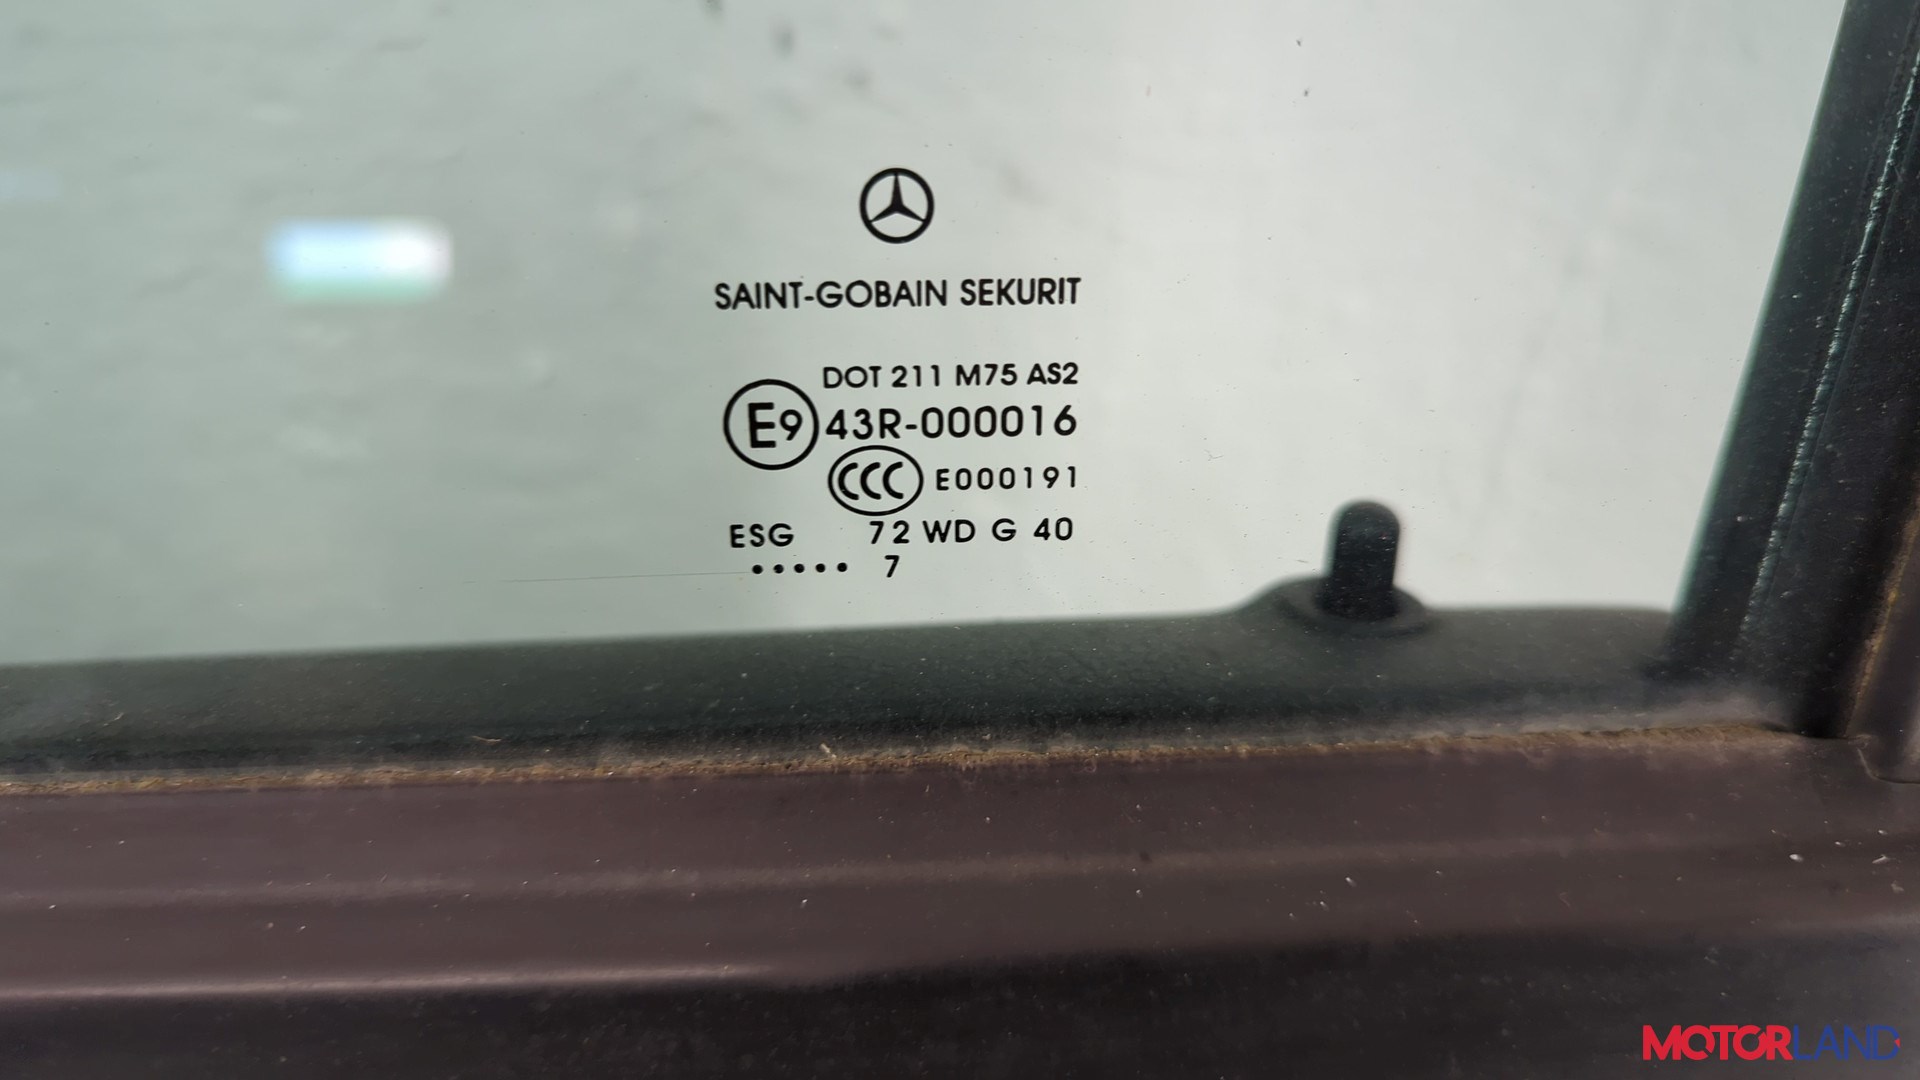 SAINT-GOBAIN SEKURIT
DOT 211 M75 AS2
E9 43R-000016
CCC E000191
ESG 72 WD G 40
..... 7
MOTORLAND